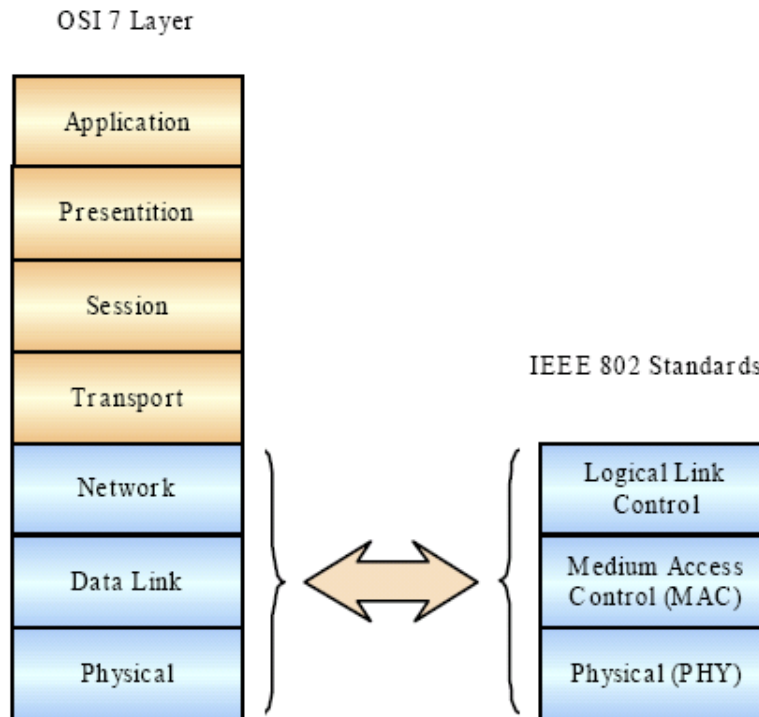 OSI 7 Layer
Application
Presentition
Session
Transport
Network
Data Link
Physical
IEEE 802 Standards
Logical Link
Control
Medium Access
Control (MAC)
Physical (PHY)